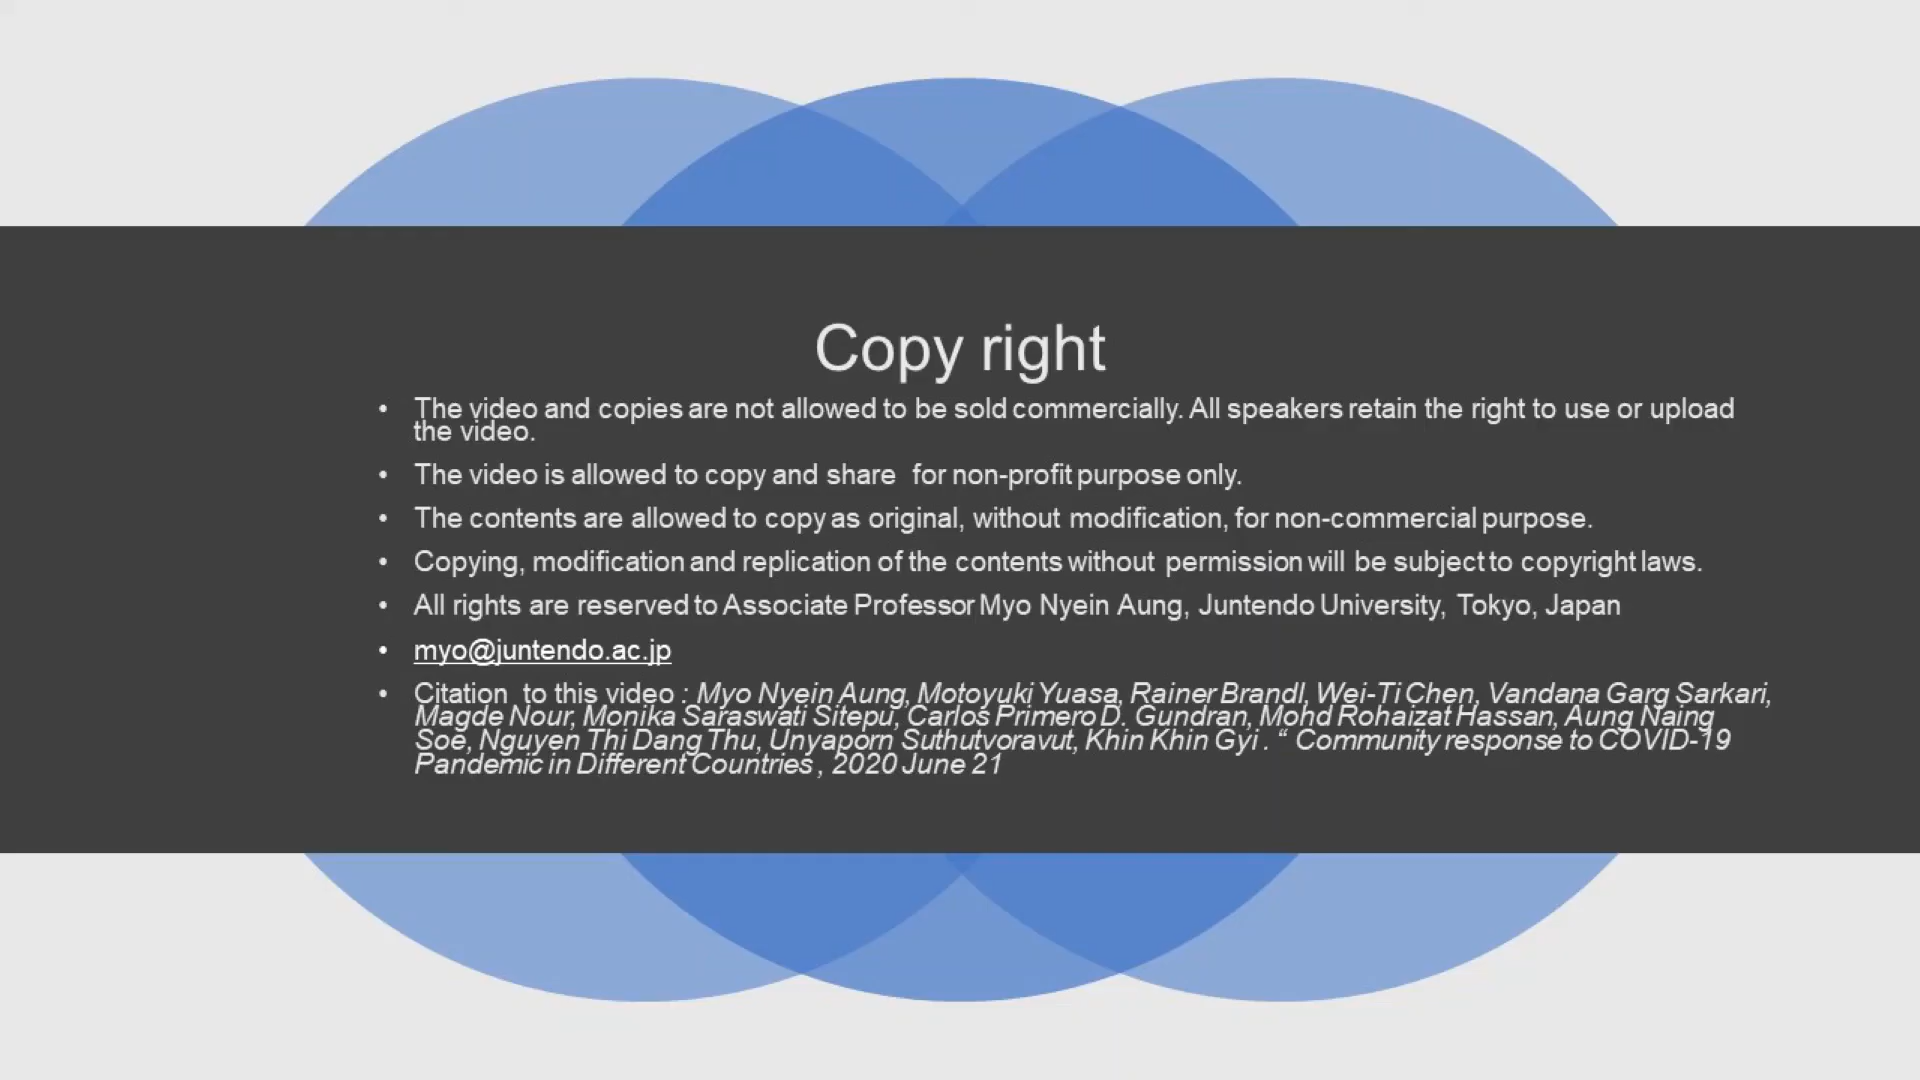 Copy right
• The video and copies are not allowed to be sold commercially. All speakers retain the right to use or upload
the video.
• The video is allowed to copy and share for non-profit purpose only.
• The contents are allowed to copy as original, without modification, for non-commercial purpose.
• Copying, modification and replication of the contents without permission will be subject to copyright laws.
• All rights are reserved to Associate Professor Myo Nyein Aung, Juntendo University, Tokyo, Japan
• myo@juntendo.ac.jp
• Citation to this video : Myo Nyein Aung, Motoyuki Yuasa, Rainer Brandl, Wei-Ti Chen, Vandana Garg Sarkari,
Magde Nour, Monika Saraswati Sitepu, Carlos Primero D. Gundran, Mohd Rohaizat Hassan, Aung Naing
Soe, Nguyen Thi Dang Thu, Unyaporn Suthutvoravut, Khin Khin Gyi . “ Community response to COVID-19
Pandemic in Different Countries , 2020 June 21